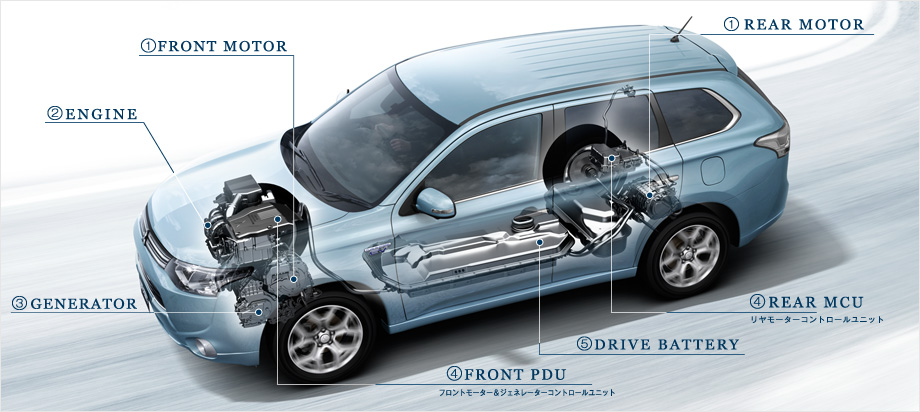 ① REAR MOTOR
①FRONT MOTOR
②ENGINE
③GENERATOR
④REAR MCU
リヤモーターコントロールユニット
⑤DRIVE BATTERY
④FRONT PDU
フロントモーター&ジェネレーターコントロールユニット